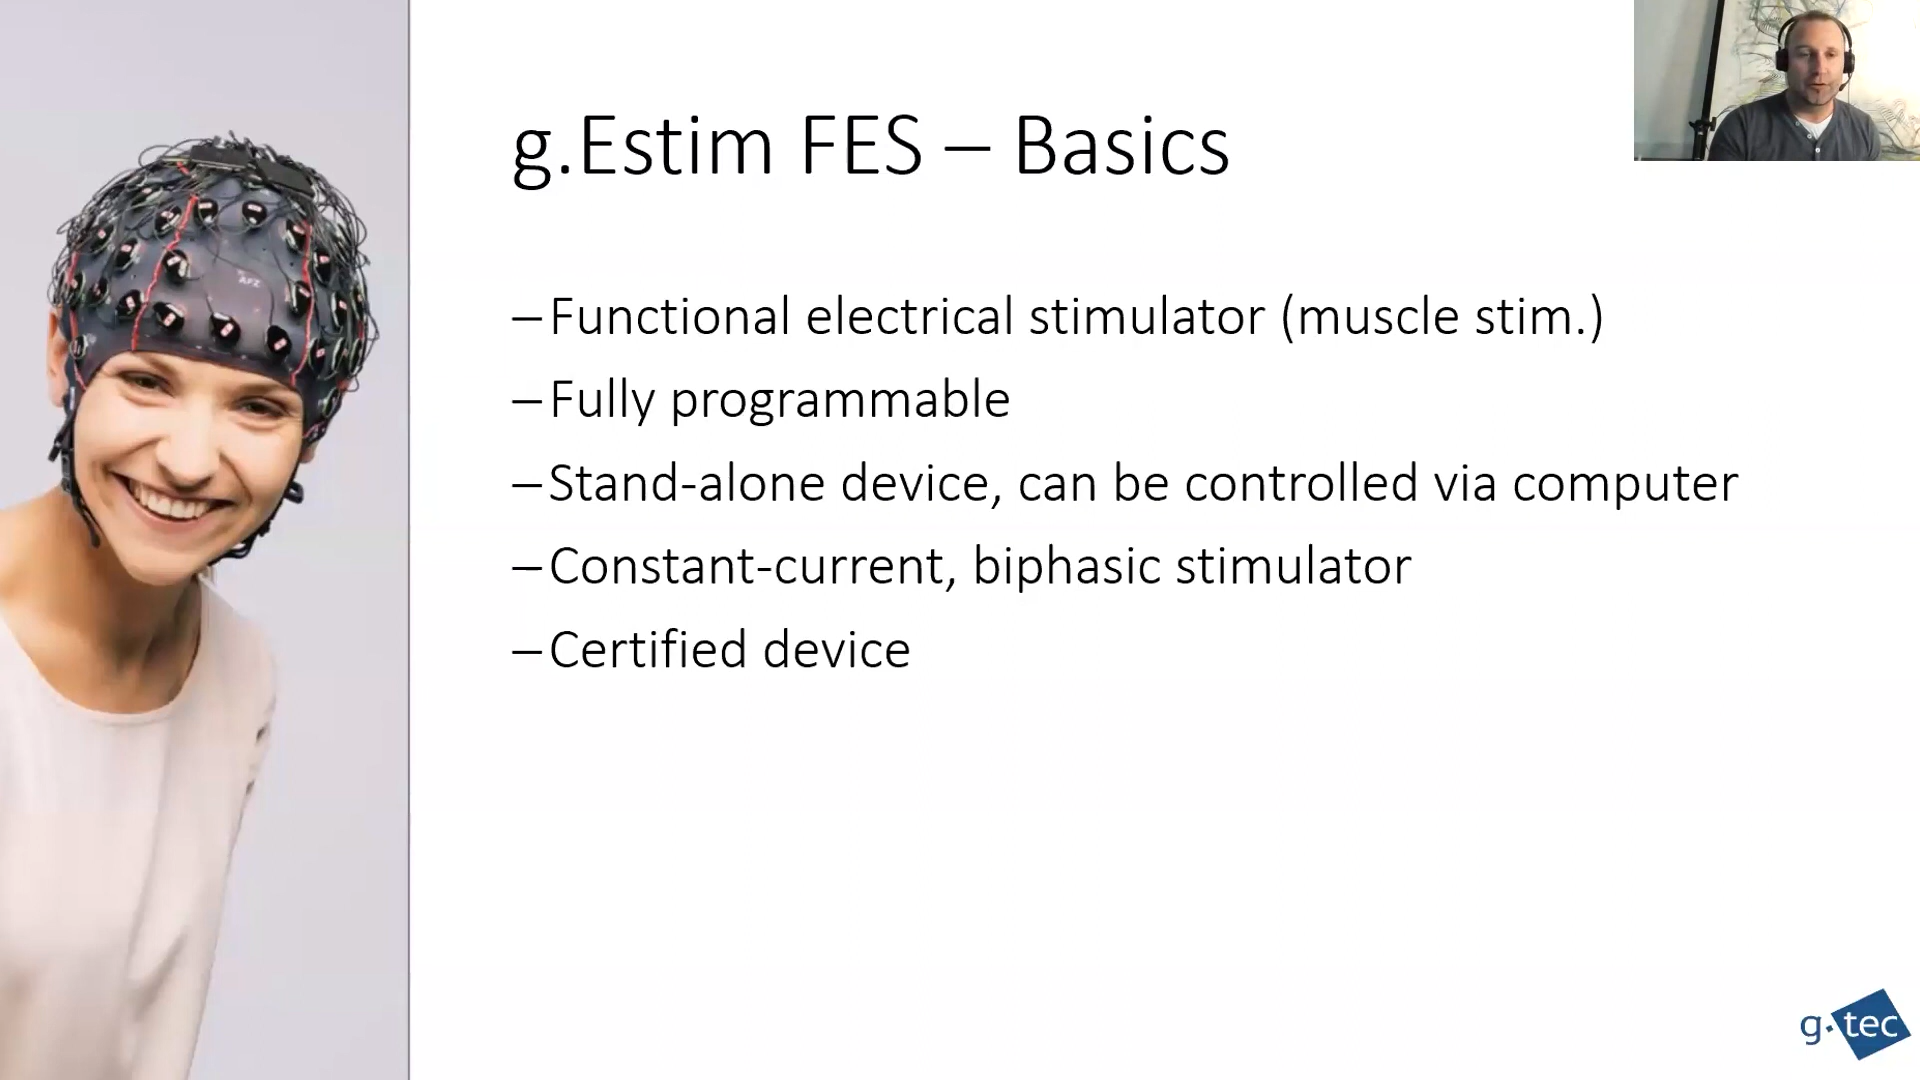 g.Estim FES – Basics
– Functional electrical stimulator (muscle stim.)
– Fully programmable
– Stand-alone device, can be controlled via computer
– Constant-current, biphasic stimulator
– Certified device
AFZ
g·tec